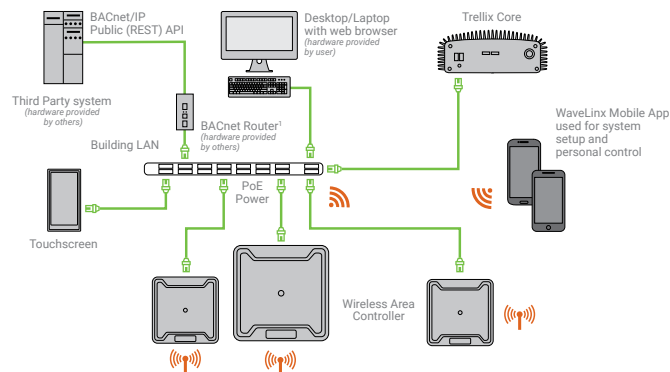 BACnet/IP
Public (REST) API
Desktop/Laptop
with web browser
(hardware provided
by user)
Trellix Core
Third Party system
(hardware provided
by others)
BACnet Router¹
(hardware provided
by others)
Building LAN
WaveLinx Mobile App
used for system
setup and
personal control
PoE
Power
Touchscreen
Wireless Area
Controller